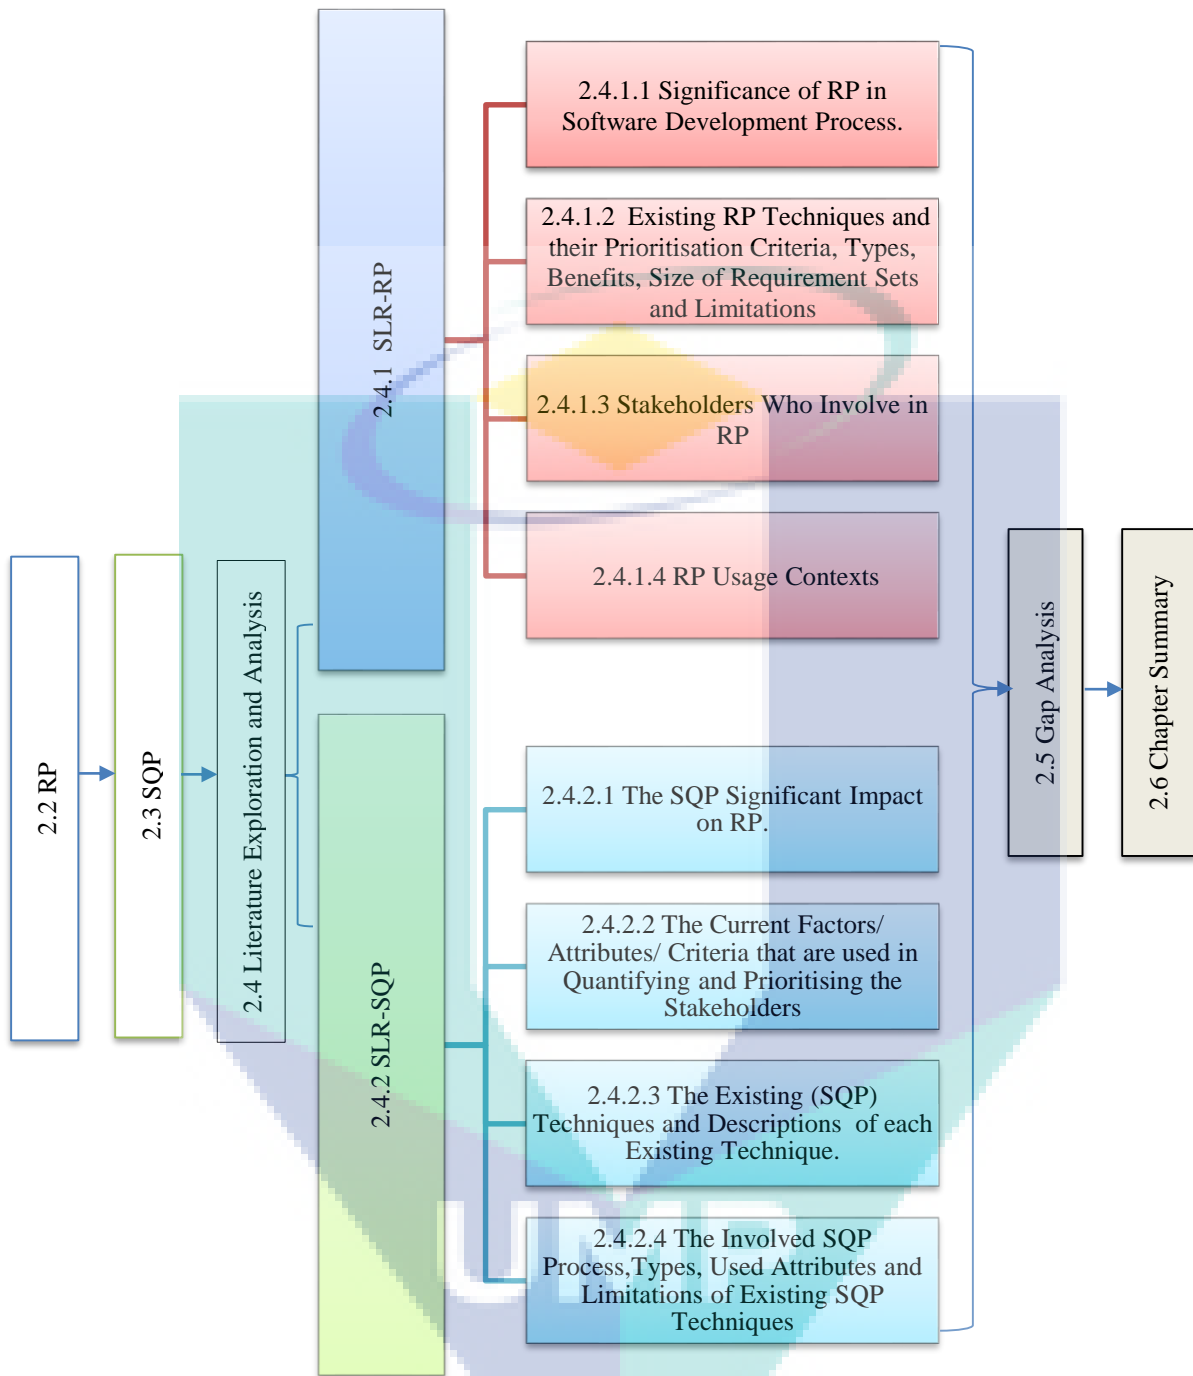 2.2 RP
2.3 SQP
2.4 Literature Exploration and Analysis
2.4.1 SLR-RP
2.4.1.1 Significance of RP in
Software Development Process.
2.4.1.2 Existing RP Techniques and
their Prioritisation Criteria, Types,
Benefits, Size of Requirement Sets
and Limitations
2.4.1.3 Stakeholders Who Involve in
RP
2.4.1.4 RP Usage Contexts
2.4.2 SLR-SQP
2.4.2.1 The SQP Significant Impact
on RP.
2.4.2.2 The Current Factors/
Attributes/ Criteria that are used in
Quantifying and Prioritising the
Stakeholders
2.4.2.3 The Existing (SQP)
Techniques and Descriptions of each
Existing Technique.
2.4.2.4 The Involved SQP
Process,Types, Used Attributes and
Limitations of Existing SQP
Techniques
2.5 Gap Analysis
2.6 Chapter Summary
UMP